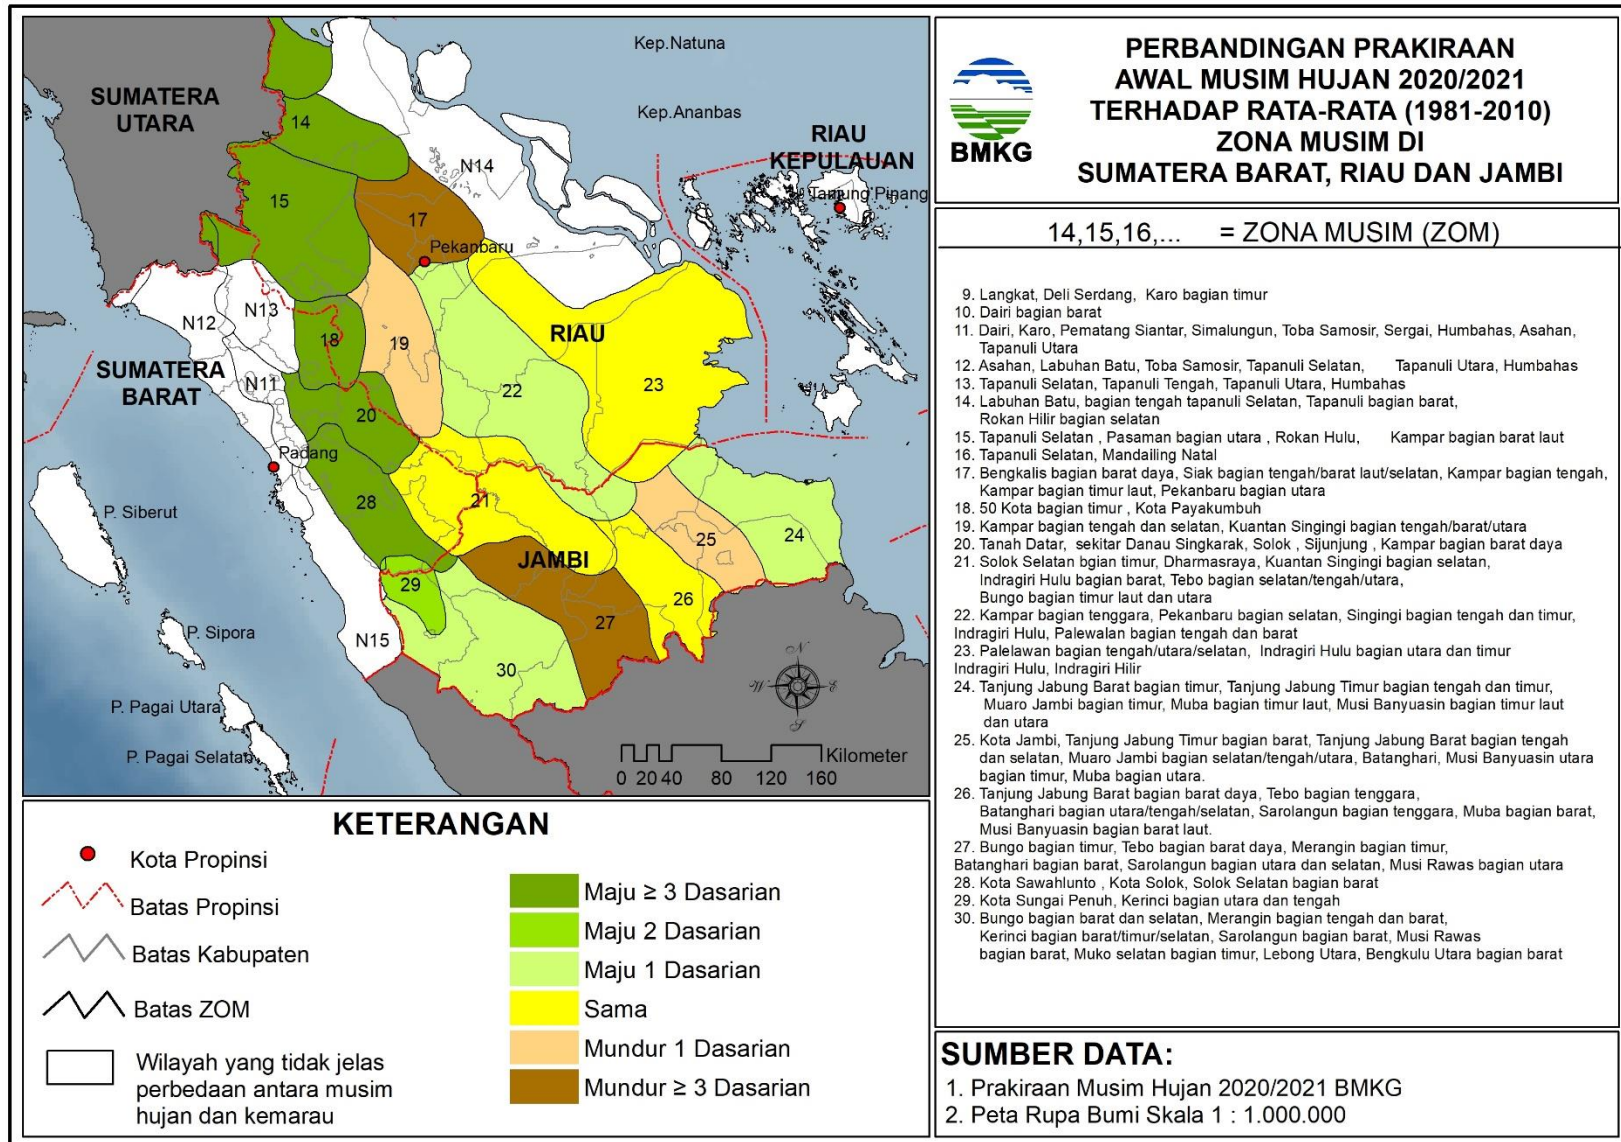 SUMATERA
UTARA
Kep.Natuna
Kep.Ananbas
RIAU
KEPULAUAN
Tanjung Pinang
14
15
17
N14
Pekanbaru
N13
N12
18
19
RIAU
SUMATERA
BARAT
N11
20
22
23
Padang
28
21
P. Siberut
JAMBI
25
24
29
26
27
P. Sipora
N15
30
N
W
E
S
P. Pagai Utara
P. Pagai Selatan
Kilometer
0 20 40 80 120 160
KETERANGAN
Kota Propinsi
Batas Propinsi
Batas Kabupaten
Batas ZOM
Wilayah yang tidak jelas
perbedaan antara musim
hujan dan kemarau
Maju ≥ 3 Dasarian
Maju 2 Dasarian
Maju 1 Dasarian
Sama
Mundur 1 Dasarian
Mundur ≥ 3 Dasarian
BMKG
PERBANDINGAN PRAKIRAAN
AWAL MUSIM HUJAN 2020/2021
TERHADAP RATA-RATA (1981-2010)
ZONA MUSIM DI
SUMATERA BARAT, RIAU DAN JAMBI
14,15,16,... = ZONA MUSIM (ZOM)
9. Langkat, Deli Serdang, Karo bagian timur
10. Dairi bagian barat
11. Dairi, Karo, Pematang Siantar, Simalungun, Toba Samosir, Sergai, Humbahas, Asahan,
Tapanuli Utara
12. Asahan, Labuhan Batu, Toba Samosir, Tapanuli Selatan, Tapanuli Utara, Humbahas
13. Tapanuli Selatan, Tapanuli Tengah, Tapanuli Utara, Humbahas
14. Labuhan Batu, bagian tengah tapanuli Selatan, Tapanuli bagian barat,
Rokan Hilir bagian selatan
15. Tapanuli Selatan , Pasaman bagian utara , Rokan Hulu, Kampar bagian barat laut
16. Tapanuli Selatan, Mandailing Natal
17. Bengkalis bagian barat daya, Siak bagian tengah/barat laut/selatan, Kampar bagian tengah,
Kampar bagian timur laut, Pekanbaru bagian utara
18. 50 Kota bagian timur , Kota Payakumbuh
19. Kampar bagian tengah dan selatan, Kuantan Singingi bagian tengah/barat/utara
20. Tanah Datar, sekitar Danau Singkarak, Solok , Sijunjung , Kampar bagian barat daya
21. Solok Selatan bgian timur, Dharmasraya, Kuantan Singingi bagian selatan,
Indragiri Hulu bagian barat, Tebo bagian selatan/tengah/utara,
Bungo bagian timur laut dan utara
22. Kampar bagian tenggara, Pekanbaru bagian selatan, Singingi bagian tengah dan timur,
Indragiri Hulu, Palewalan bagian tengah dan barat
23. Palelawan bagian tengah/utara/selatan, Indragiri Hulu bagian utara dan timur
Indragiri Hulu, Indragiri Hilir
24. Tanjung Jabung Barat bagian timur, Tanjung Jabung Timur bagian tengah dan timur,
Muaro Jambi bagian timur, Muba bagian timur laut, Musi Banyuasin bagian timur laut
dan utara
25. Kota Jambi, Tanjung Jabung Timur bagian barat, Tanjung Jabung Barat bagian tengah
dan selatan, Muaro Jambi bagian selatan/tengah/utara, Batanghari, Musi Banyuasin utara
bagian timur, Muba bagian utara.
26. Tanjung Jabung Barat bagian barat daya, Tebo bagian tenggara,
Batanghari bagian utara/tengah/selatan, Sarolangun bagian tenggara, Muba bagian barat,
Musi Banyuasin bagian barat laut.
27. Bungo bagian timur, Tebo bagian barat daya, Merangin bagian timur,
Batanghari bagian barat, Sarolangun bagian utara dan selatan, Musi Rawas bagian utara
28. Kota Sawahlunto , Kota Solok, Solok Selatan bagian barat
29. Kota Sungai Penuh, Kerinci bagian utara dan tengah
30. Bungo bagian barat dan selatan, Merangin bagian tengah dan barat,
Kerinci bagian barat/timur/selatan, Sarolangun bagian barat, Musi Rawas
bagian barat, Muko selatan bagian timur, Lebong Utara, Bengkulu Utara bagian barat
SUMBER DATA:
1. Prakiraan Musim Hujan 2020/2021 BMKG
2. Peta Rupa Bumi Skala 1 : 1.000.000